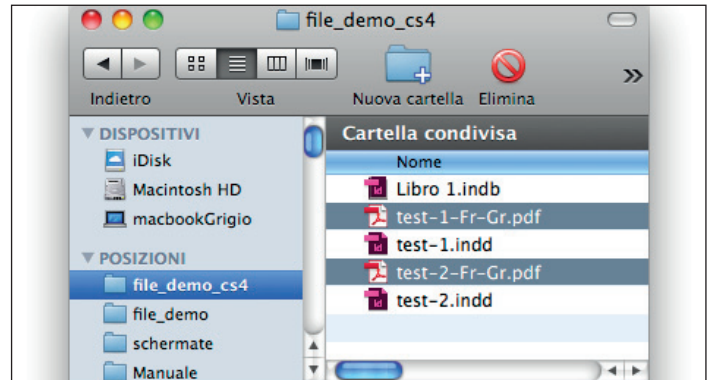 file_demo_cs4
Indietro Vista Nuova cartella Elimina
DISPOSITIVI
iDisk
Macintosh HD
macbookGrigio
POSIZIONI
file_demo_cs4
file_demo
schermate
Manuale
Cartella condivisa
Nome
Libro 1.indb
test-1-Fr-Gr.pdf
test-1.indd
test-2-Fr-Gr.pdf
test-2.indd